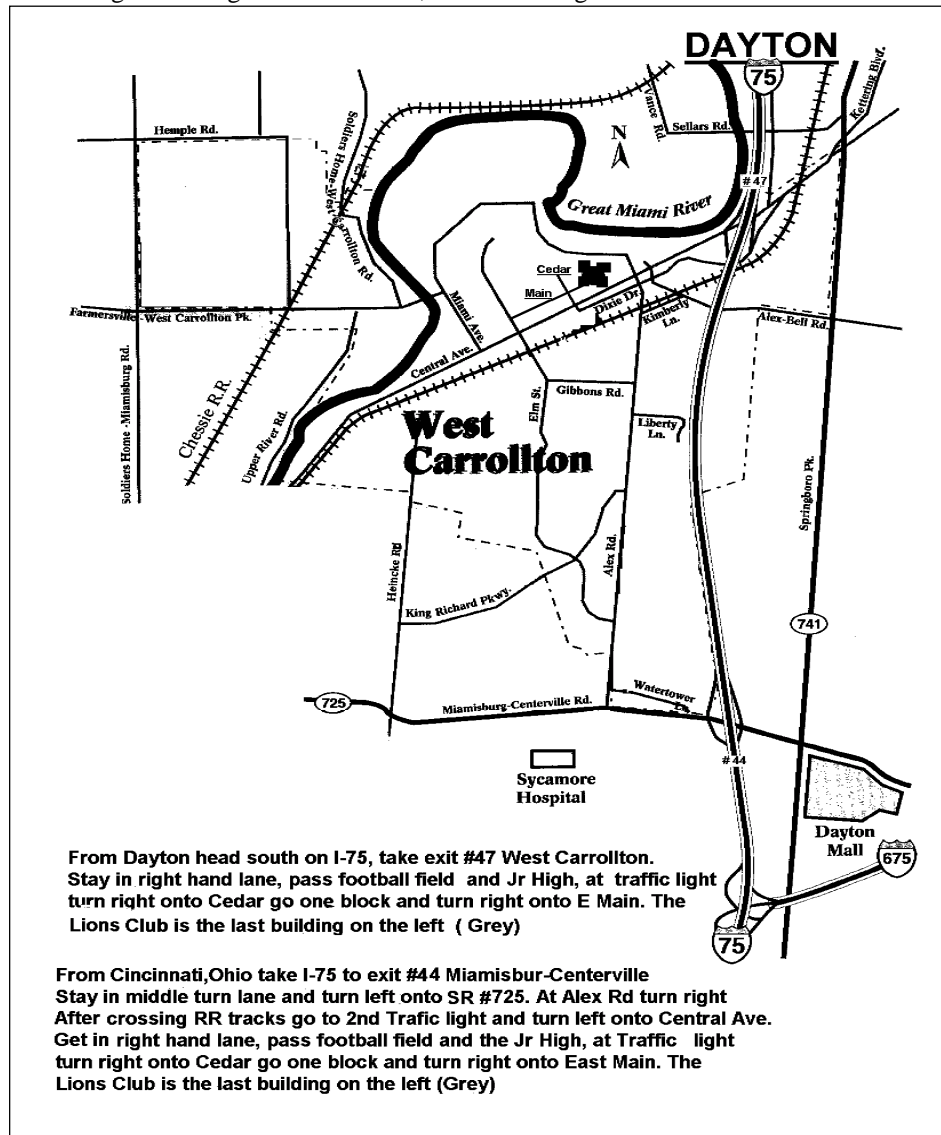 DAYTON
75
Kettering Blvd.
Vance Rd.
Sellars Rd.
Hemple Rd.
N
# 47
Great Miami River
Cedar
Main
Dixie Dr.
Kimberly
Ln.
Miami Ave.
Farmersville-West Carrollton Pk.
Alex-Bell Rd.
Central Ave.
Soldiers Home -Miamisburg Rd.
Chessie R.R.
Upper River Rd.
West
Carrollton
Elm St.
Gibbons Rd.
Liberty
Ln.
Springboro Pk.
Heincke Rd
Alex Rd.
King Richard Pkwy.
741
725
Miamisburg-Centerville Rd.
Watertower
Ln.
# 44
Sycamore
Hospital
Dayton
Mall
675
75
From Dayton head south on I-75, take exit #47 West Carrollton.
Stay in right hand lane, pass football field and Jr High, at traffic light
turn right onto Cedar go one block and turn right onto E Main. The
Lions Club is the last building on the left ( Grey)
From Cincinnati,Ohio take I-75 to exit #44 Miamisbur-Centerville
Stay in middle turn lane and turn left onto SR #725. At Alex Rd turn right
After crossing RR tracks go to 2nd Trafic light and turn left onto Central Ave.
Get in right hand lane, pass football field and the Jr High, at Traffic light
turn right onto Cedar go one block and turn right onto East Main. The
Lions Club is the last building on the left (Grey)